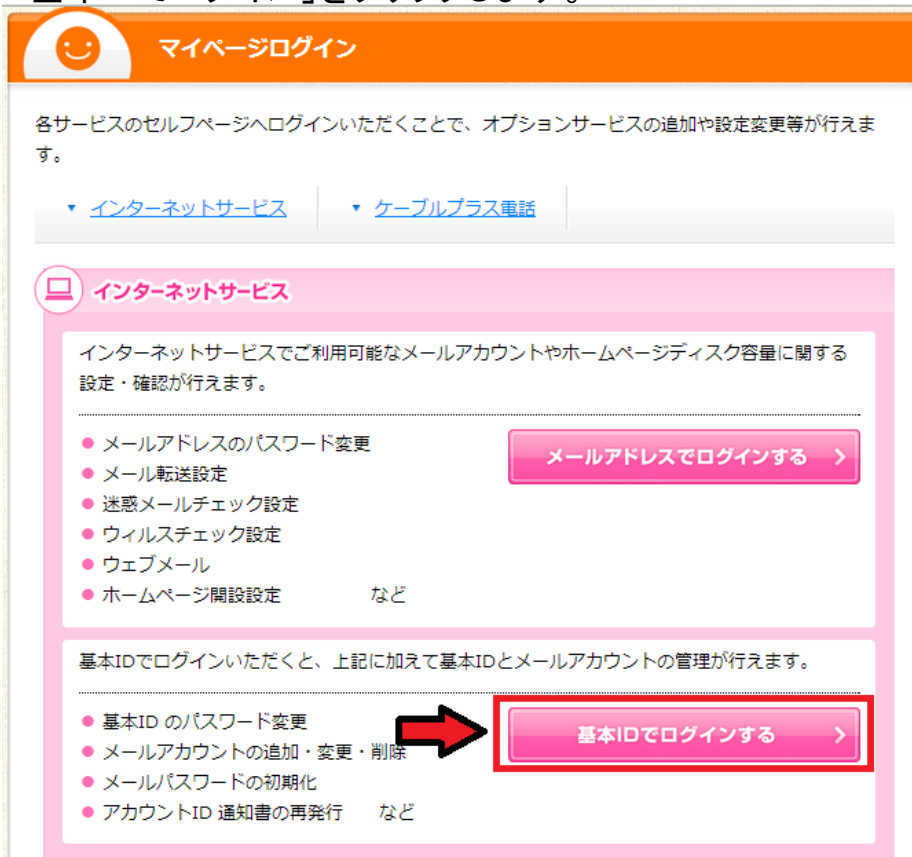 マイページログイン
各サービスのセルフページへログインいただくことで、オプションサービスの追加や設定変更等が行えま
す。
インターネットサービス
ケーブルプラス電話
インターネットサービス
インターネットサービスでご利用可能なメールアカウントやホームページディスク容量に関する
設定・確認が行えます。
メールアドレスのパスワード変更
メール転送設定
迷惑メールチェック設定
ウィルスチェック設定
ウェブメール
ホームページ開設設定 など
メールアドレスでログインする
基本IDでログインいただくと、上記に加えて基本IDとメールアカウントの管理が行えます。
基本ID のパスワード変更
メールアカウントの追加・変更・削除
メールパスワードの初期化
アカウントID 通知書の再発行 など
基本IDでログインする